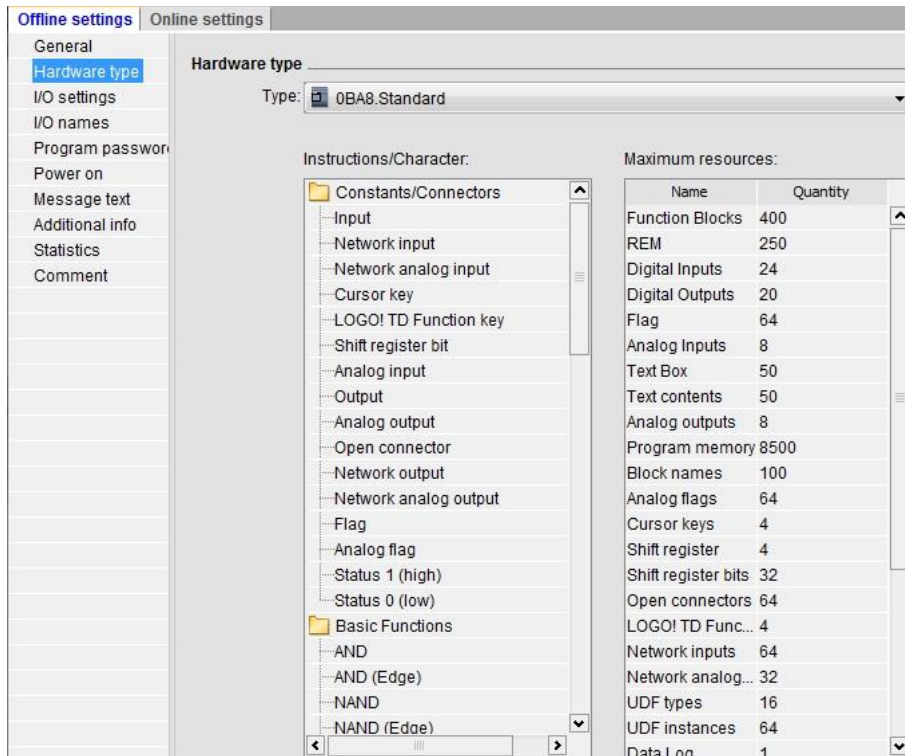 Offline settings Online settings
General
Hardware type
I/O settings
I/O names
Program passwor
Power on
Message text
Additional info
Statistics
Comment
Hardware type
Type: 0BA8.Standard
Instructions/Character:
Constants/Connectors
Input
Network input
Network analog input
Cursor key
LOGO! TD Function key
Shift register bit
Analog input
Output
Analog output
Open connector
Network output
Network analog output
Flag
Analog flag
Status 1 (high)
Status 0 (low)
Basic Functions
AND
AND (Edge)
NAND
NAND (Edge)
Maximum resources:
Name Quantity
Function Blocks 400
REM 250
Digital Inputs 24
Digital Outputs 20
Flag 64
Analog Inputs 8
Text Box 50
Text contents 50
Analog outputs 8
Program memory 8500
Block names 100
Analog flags 64
Cursor keys 4
Shift register 4
Shift register bits 32
Open connectors 64
LOGO! TD Func... 4
Network inputs 64
Network analog... 32
UDF types 16
UDF instances 64
Data Log 1